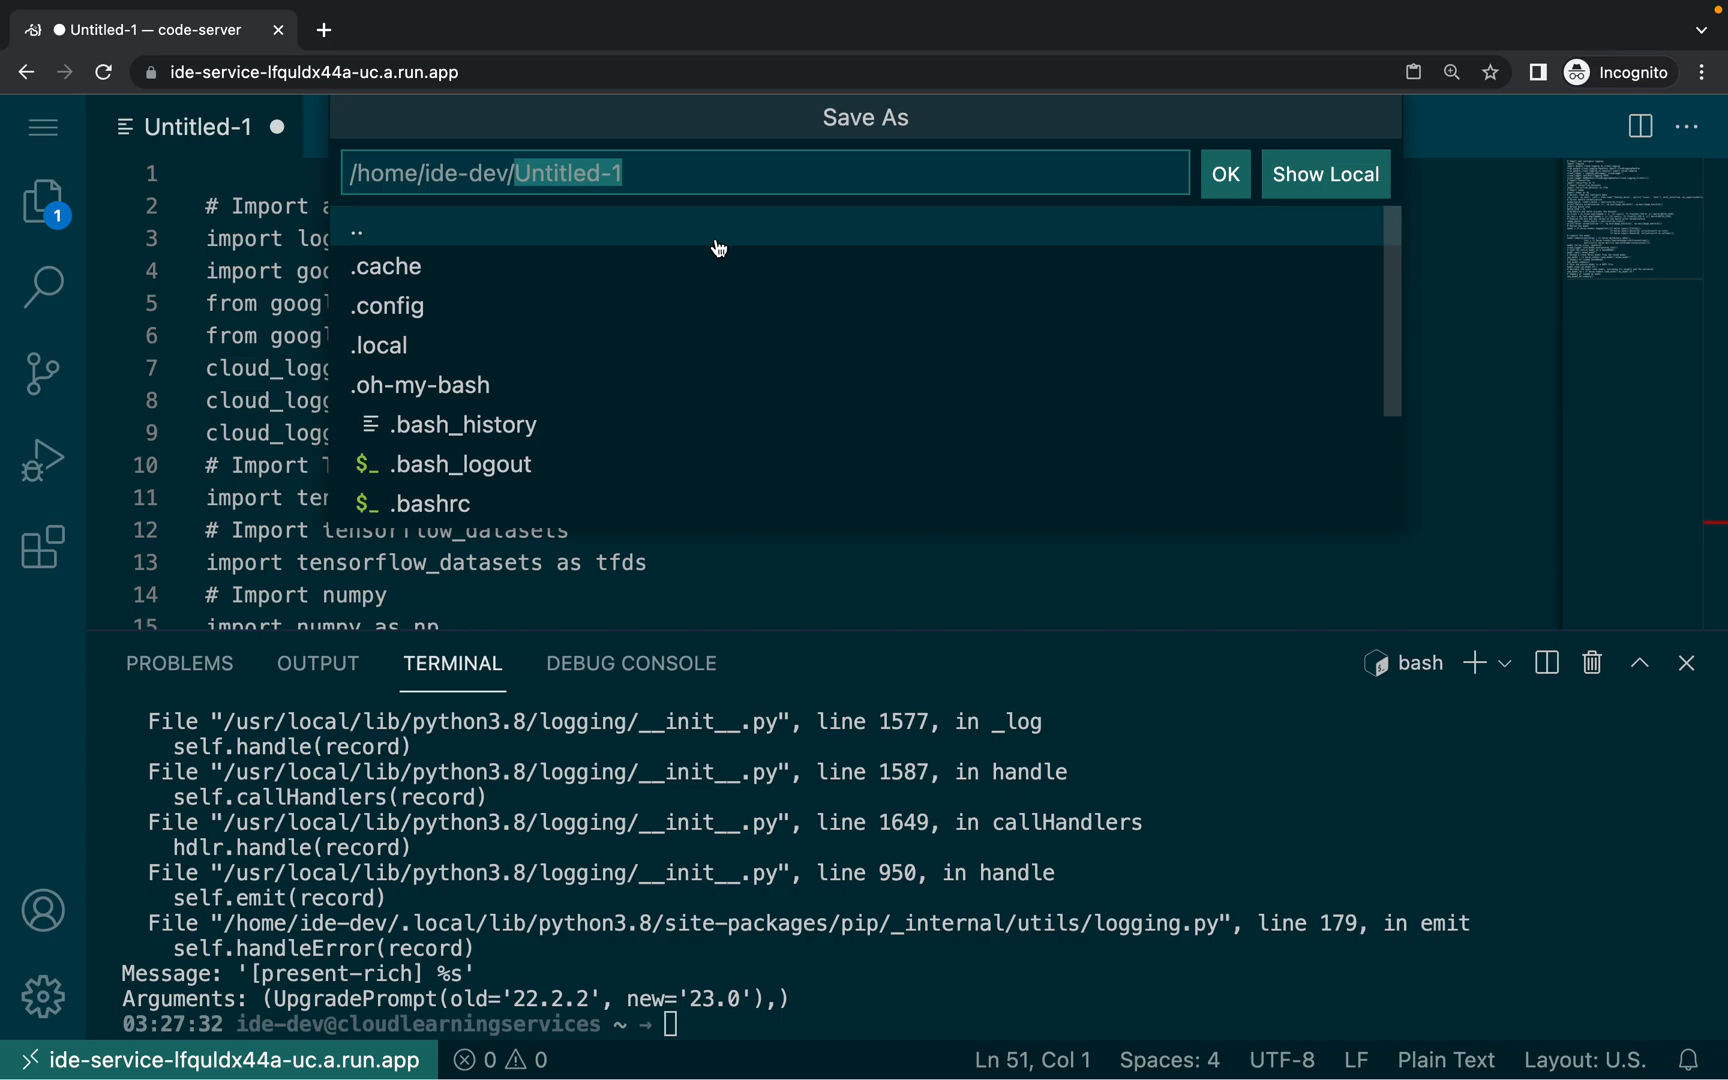 Untitled-1 — code-server
ide-service-lfquldx44a-uc.a.run.app
Incognito
Untitled-1
Save As
/home/ide-dev/Untitled-1
OK
Show Local
..
.cache
.config
.local
.oh-my-bash
.bash_history
$_ .bash_logout
$_ .bashrc
1
1
2 # Import
3 import
4 import
5 from
6 from
7
8
9
10 # Import
11 import
12 # Import tensorflow_datasets
13 import tensorflow_datasets as tfds
14 # Import numpy
15 import numpy as np
PROBLEMS OUTPUT TERMINAL DEBUG CONSOLE
bash
File "/usr/local/lib/python3.8/logging/__init__.py", line 1577, in _log
self.handle(record)
File "/usr/local/lib/python3.8/logging/__init__.py", line 1587, in handle
self.callHandlers(record)
File "/usr/local/lib/python3.8/logging/__init__.py", line 1649, in callHandlers
hdlr.handle(record)
File "/usr/local/lib/python3.8/logging/__init__.py", line 950, in handle
self.emit(record)
File "/home/ide-dev/.local/lib/python3.8/site-packages/pip/_internal/utils/logging.py", line 179, in emit
self.handleError(record)
Message: '[present-rich] %s'
Arguments: (UpgradePrompt(old='22.2.2', new='23.0'),)
03:27:32 ide-dev@cloudlearningservices ~ →
ide-service-lfquldx44a-uc.a.run.app 0 0 Ln 51, Col 1 Spaces: 4 UTF-8 LF Plain Text Layout: U.S.